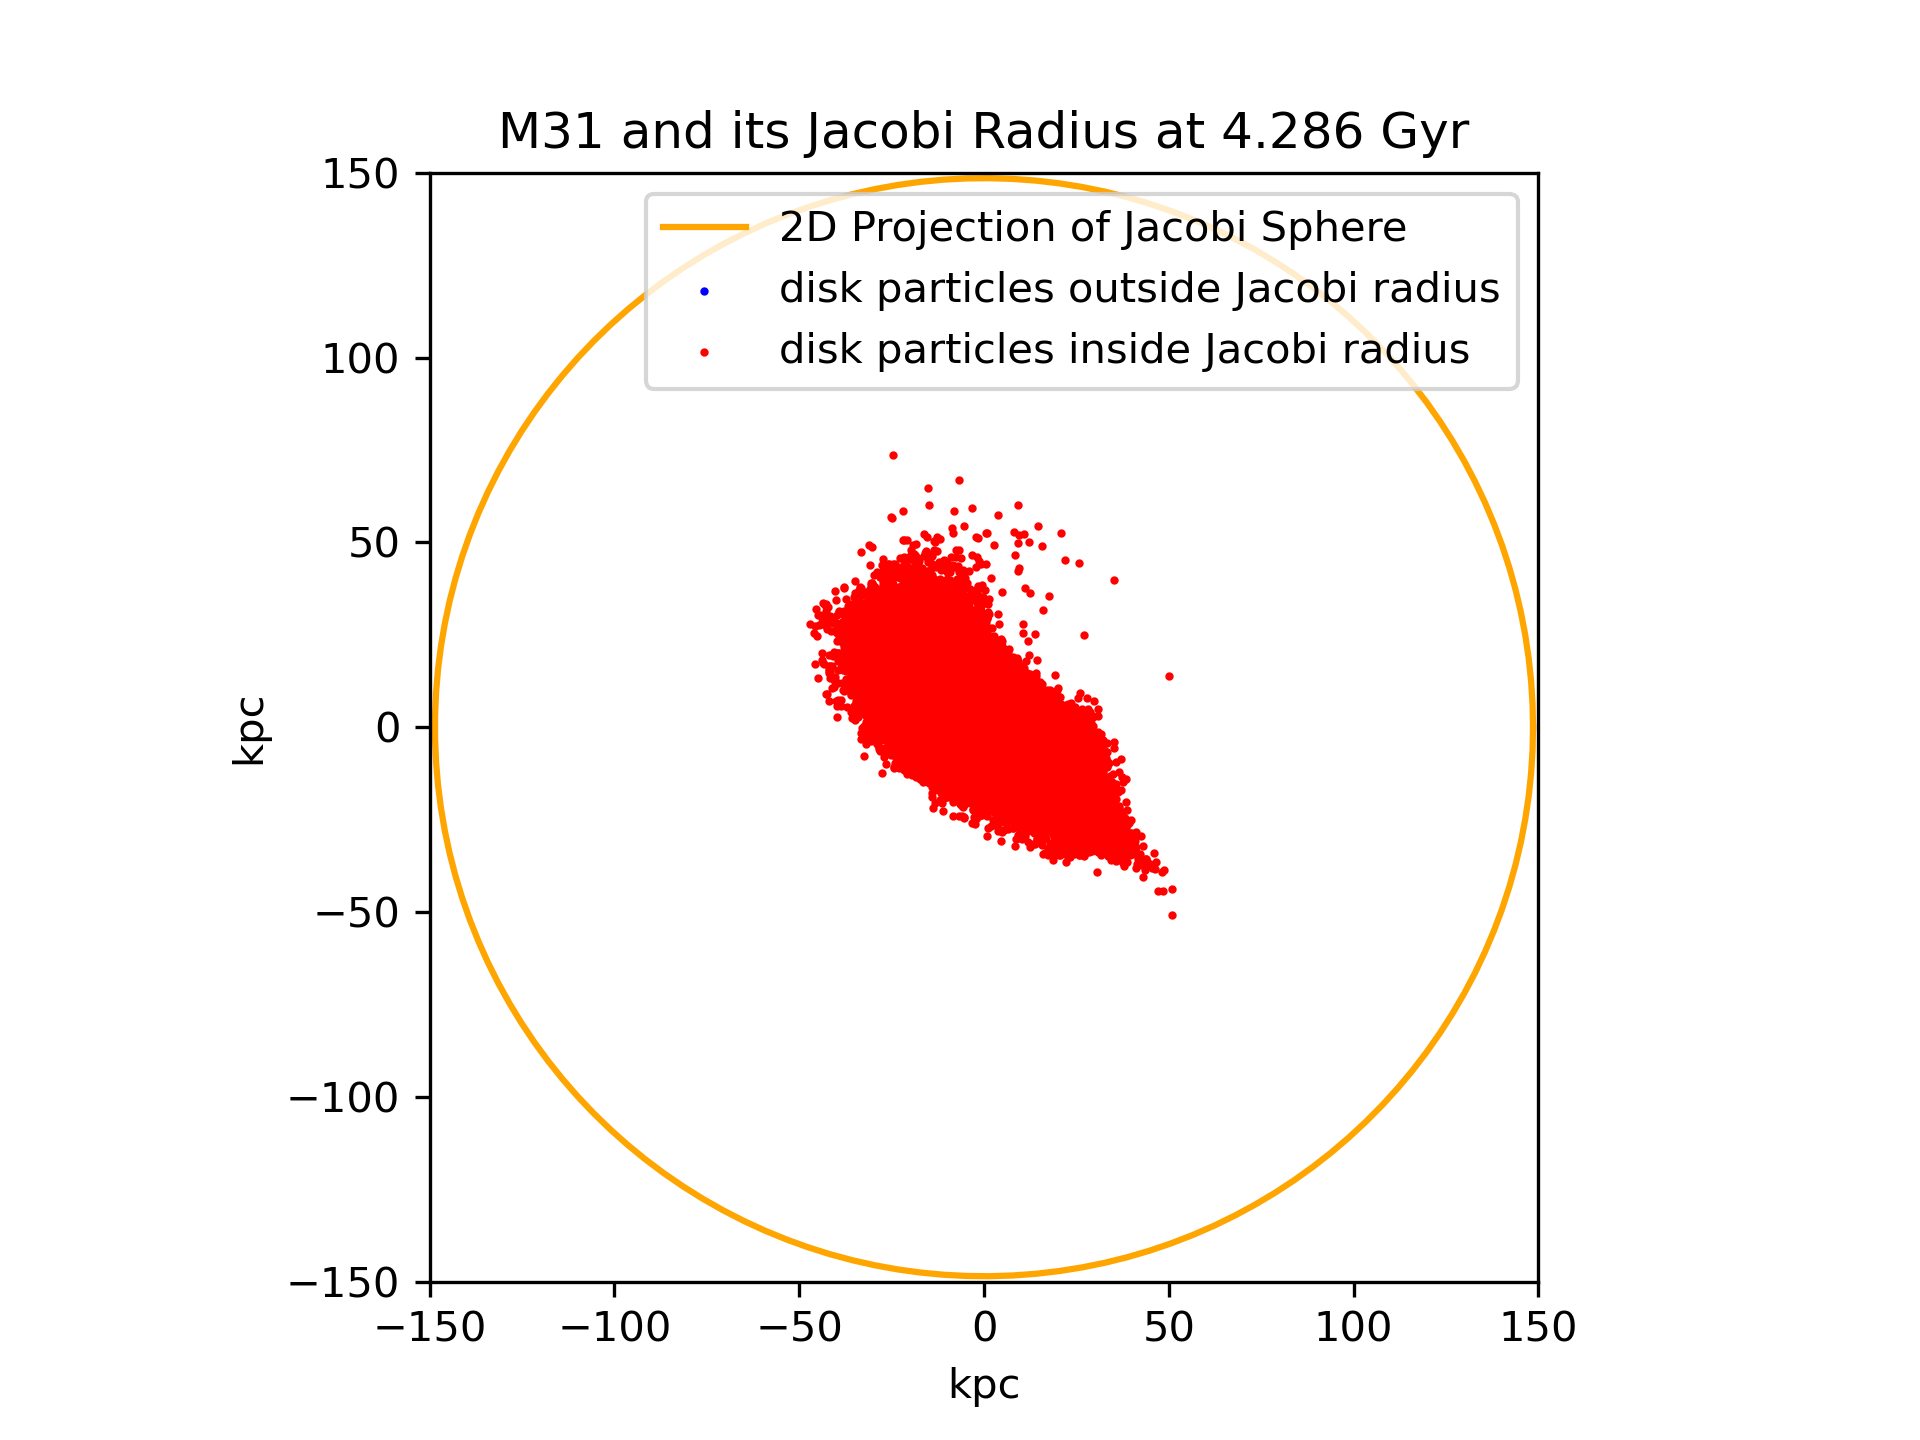 M31 and its Jacobi Radius at 4.286 Gyr
2D Projection of Jacobi Sphere
disk particles outside Jacobi radius
disk particles inside Jacobi radius
150
100
50
0
−50
−100
−150
kpc
−150 −100 −50 0 50 100 150
kpc